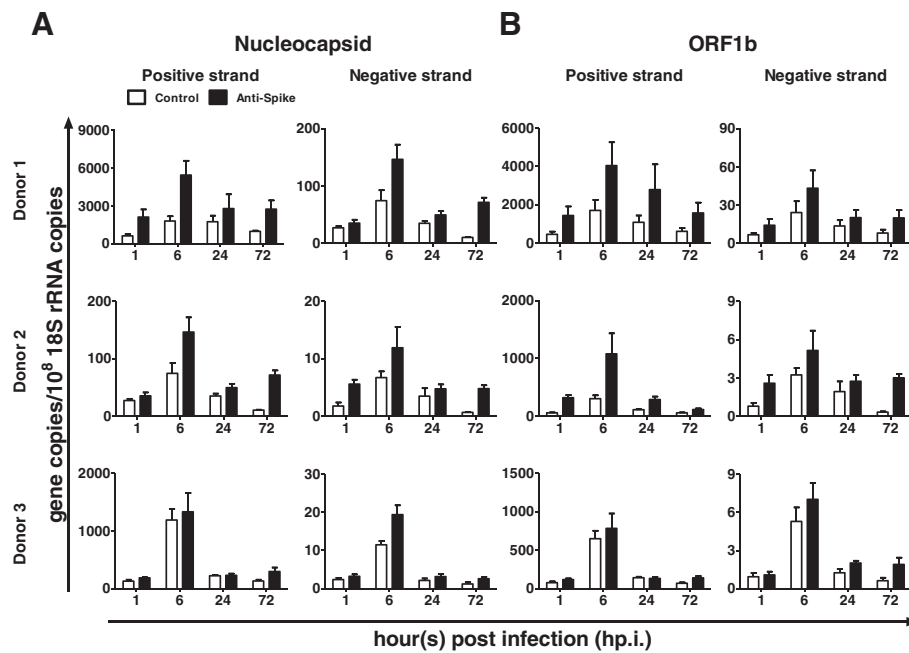 A
Nucleocapsid
B
ORF1b
Positive strand
Negative strand
Positive strand
Negative strand
Control
Anti-Spike
gene copies/10⁸ 18S rRNA copies
Donor 1
9000
6000
3000
0
1 6 24 72
200
100
0
1 6 24 72
6000
4000
2000
0
1 6 24 72
90
60
30
0
1 6 24 72
Donor 2
200
100
0
1 6 24 72
20
10
0
1 6 24 72
2000
1000
0
1 6 24 72
9
6
3
0
1 6 24 72
Donor 3
2000
1000
0
1 6 24 72
30
20
10
0
1 6 24 72
1500
1000
500
0
1 6 24 72
9
6
3
0
1 6 24 72
hour(s) post infection (hp.i.)